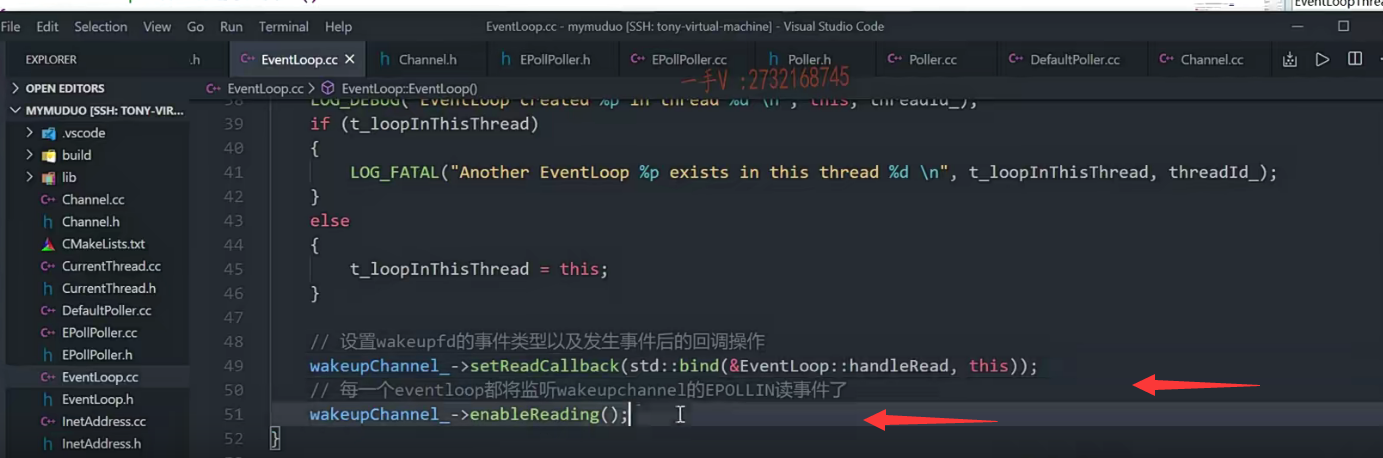 EventLoopThrea
File Edit Selection View Go Run Terminal Help EventLoop.cc - mymuduo [SSH: tony-virtual-machine] - Visual Studio Code
EXPLORER .h C++ EventLoop.cc X h Channel.h h EPollPoller.h C++ EPollPoller.cc h Poller.h C++ Poller.cc C++ DefaultPoller.cc C++ Channel.cc
一手V :2732168745
> OPEN EDITORS C++ EventLoop.cc > EventLoop::EventLoop()
MYMUDUO [SSH: TONY-VIR...
> .vscode
> build
> lib
C++ Channel.cc
h Channel.h
CMakeLists.txt
C++ CurrentThread.cc
h CurrentThread.h
C++ DefaultPoller.cc
C++ EPollPoller.cc
h EPollPoller.h
C++ EventLoop.cc
h EventLoop.h
C++ InetAddress.cc
h InetAddress.h
38 LOG_DEBUG("EventLoop created %p in thread %d \n", this, threadId_);
39 if (t_loopInThisThread)
40 {
41 LOG_FATAL("Another EventLoop %p exists in this thread %d \n", t_loopInThisThread, threadId_);
42 }
43 else
44 {
45 t_loopInThisThread = this;
46 }
47
48 // 设置wakeupfd的事件类型以及发生事件后的回调操作
49 wakeupChannel_->setReadCallback(std::bind(&EventLoop::handleRead, this));
50 // 每一个eventloop都将监听wakeupchannel的EPOLLIN读事件了
51 wakeupChannel_->enableReading();
52 }